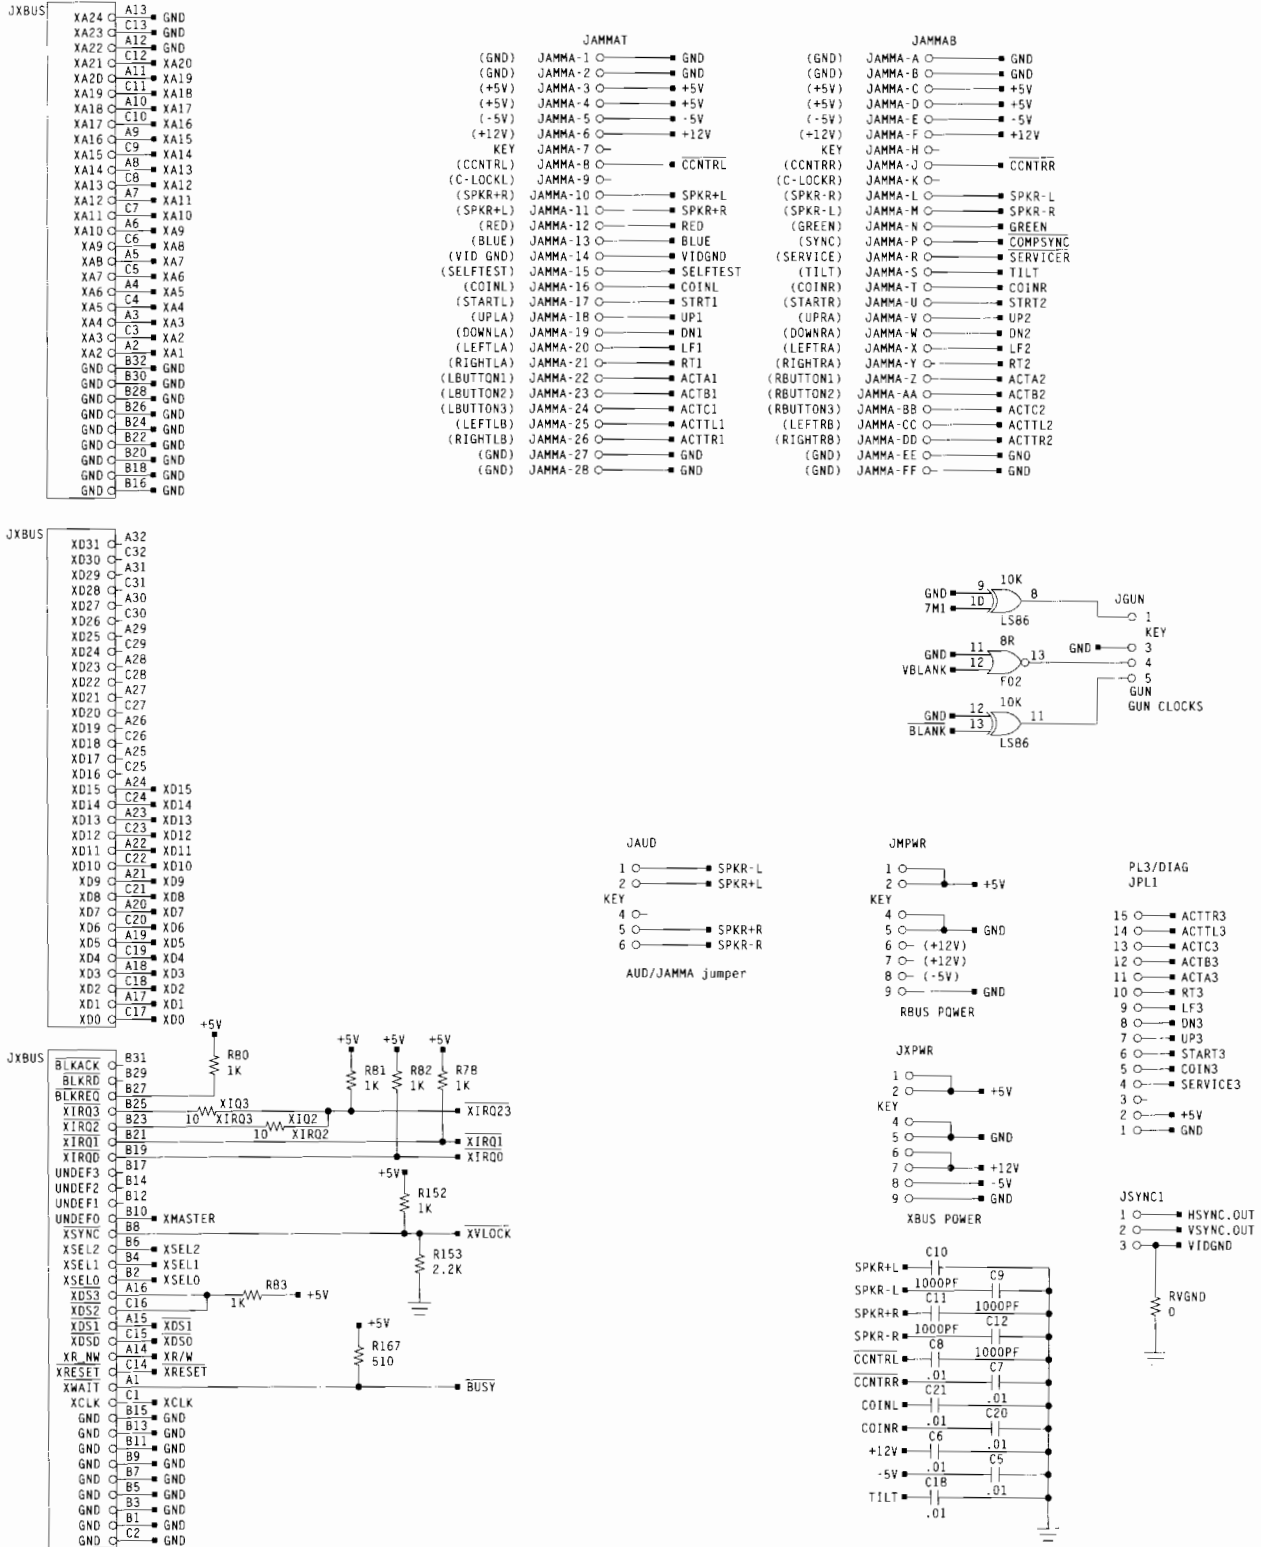 JXBUS
XA24 A13 GND
XA23 C13 GND
XA22 A12 GND
XA21 C12 XA20
XA20 A11 XA19
XA19 C11 XA18
XA18 A10 XA17
XA17 C10 XA16
XA16 A9 XA15
XA15 C9 XA14
XA14 A8 XA13
XA13 C8 XA12
XA12 A7 XA11
XA11 C7 XA10
XA10 A6 XA9
XA9 C6 XA8
XA8 A5 XA7
XA7 C5 XA6
XA6 A4 XA5
XA5 C4 XA4
XA4 A3 XA3
XA3 C3 XA2
XA2 A2 XA1
GND B32 GND
GND B30 GND
GND B28 GND
GND B26 GND
GND B24 GND
GND B22 GND
GND B20 GND
GND B18 GND
GND B16 GND
JAMMAT
(GND) JAMMA-1 GND
(GND) JAMMA-2 GND
(+5V) JAMMA-3 +5V
(+5V) JAMMA-4 +5V
(-5V) JAMMA-5 -5V
(+12V) JAMMA-6 +12V
KEY JAMMA-7
(CCNTRL) JAMMA-8 CCNTRL
(C-LOCKL) JAMMA-9
(SPKR+R) JAMMA-10 SPKR+L
(SPKR+L) JAMMA-11 SPKR+R
(RED) JAMMA-12 RED
(BLUE) JAMMA-13 BLUE
(VID GND) JAMMA-14 VIDGND
(SELFTEST) JAMMA-15 SELFTEST
(COINL) JAMMA-16 COINL
(STARTL) JAMMA-17 STRT1
(UPLA) JAMMA-18 UP1
(DOWNLA) JAMMA-19 DN1
(LEFTLA) JAMMA-20 LF1
(RIGHTLA) JAMMA-21 RT1
(LBUTTON1) JAMMA-22 ACTA1
(LBUTTON2) JAMMA-23 ACTB1
(LBUTTON3) JAMMA-24 ACTC1
(LEFTLB) JAMMA-25 ACTTL1
(RIGHTLB) JAMMA-26 ACTTR1
(GND) JAMMA-27 GND
(GND) JAMMA-28 GND
JAMMAB
(GND) JAMMA-A GND
(GND) JAMMA-B GND
(+5V) JAMMA-C +5V
(+5V) JAMMA-D +5V
(-5V) JAMMA-E -5V
(+12V) JAMMA-F +12V
KEY JAMMA-H
(CCNTRR) JAMMA-J CCNTRR
(C-LOCKR) JAMMA-K
(SPKR-R) JAMMA-L SPKR-L
(SPKR-L) JAMMA-M SPKR-R
(GREEN) JAMMA-N GREEN
(SYNC) JAMMA-P COMPSYNC
(SERVICE) JAMMA-R SERVICER
(TILT) JAMMA-S TILT
(COINR) JAMMA-T COINR
(STARTR) JAMMA-U STRT2
(UPRA) JAMMA-V UP2
(DOWNRA) JAMMA-W DN2
(LEFTRA) JAMMA-X LF2
(RIGHTRA) JAMMA-Y RT2
(RBUTTON1) JAMMA-Z ACTA2
(RBUTTON2) JAMMA-AA ACTB2
(RBUTTON3) JAMMA-BB ACTC2
(LEFTRB) JAMMA-CC ACTTL2
(RIGHTRB) JAMMA-DD ACTTR2
(GND) JAMMA-EE GND
(GND) JAMMA-FF GND
JXBUS
XD31 A32
XD30 C32
XD29 A31
XD28 C31
XD27 A30
XD26 C30
XD25 A29
XD24 C29
XD23 A28
XD22 C28
XD21 A27
XD20 C27
XD19 A26
XD18 C26
XD17 A25
XD16 C25
XD15 A24 XD15
XD14 C24 XD14
XD13 A23 XD13
XD12 C23 XD12
XD11 A22 XD11
XD10 C22 XD10
XD9 A21 XD9
XD8 C21 XD8
XD7 A20 XD7
XD6 C20 XD6
XD5 A19 XD5
XD4 C19 XD4
XD3 A18 XD3
XD2 C18 XD2
XD1 A17 XD1
XD0 C17 XD0
GND 9 10K 8
7M1 10 LS86
GND 11 8R 13
VBLANK 12 F02
GND 12 10K 11
BLANK 13 LS86
JGUN
1
KEY
GND 3
4
5
GUN
GUN CLOCKS
JAUD
1 SPKR-L
2 SPKR+L
KEY
4
5 SPKR+R
6 SPKR-R
AUD/JAMMA jumper
JMPWR
1
2 +5V
KEY
4
5 GND
6 (+12V)
7 (+12V)
8 (-5V)
9 GND
RBUS POWER
PL3/DIAG
JPL1
15 ACTTR3
14 ACTTL3
13 ACTC3
12 ACTB3
11 ACTA3
10 RT3
9 LF3
8 DN3
7 UP3
6 START3
5 COIN3
4 SERVICE3
3
2 +5V
1 GND
JXBUS
BLKACK B31
BLKRD B29
BLKREQ B27
XIRQ3 B25
XIRQ2 B23
XIRQ1 B21
XIRQ0 B19
UNDEF3 B17
UNDEF2 B14
UNDEF1 B12
UNDEF0 B10 XMASTER
XSYNC B8
XSEL2 B6 XSEL2
XSEL1 B4 XSEL1
XSEL0 B2 XSEL0
XDS3 A16
XDS2 C16
XDS1 A15 XDS1
XDS0 C15 XDS0
XR_NW A14 XR/W
XRESET C14 XRESET
XWAIT A1
XCLK C1 XCLK
GND B15 GND
GND B13 GND
GND B11 GND
GND B9 GND
GND B7 GND
GND B5 GND
GND B3 GND
GND B1 GND
GND C2 GND
+5V
R80
1K
+5V +5V +5V
R81 R82 R78
1K 1K 1K
XIQ3
10 XIRQ3
XIQ2
10 XIRQ2
XIRQ23
XIRQ1
XIRQ0
+5V
R152
1K
XVLOCK
R153
2.2K
R83
1K +5V
+5V
R167
510
BUSY
JXPWR
1
2 +5V
KEY
4
5 GND
6
7 +12V
8 -5V
9 GND
XBUS POWER
JSYNC1
1 HSYNC.OUT
2 VSYNC.OUT
3 VIDGND
RVGND
0
SPKR+L C10 1000PF
SPKR-L C9 1000PF
SPKR+R C11 1000PF
SPKR-R C12 1000PF
CCNTRL C8 .01
CCNTRR C7 .01
COINL C21 .01
COINR C20 .01
+12V C6 .01
-5V C5 .01
TILT C18 .01